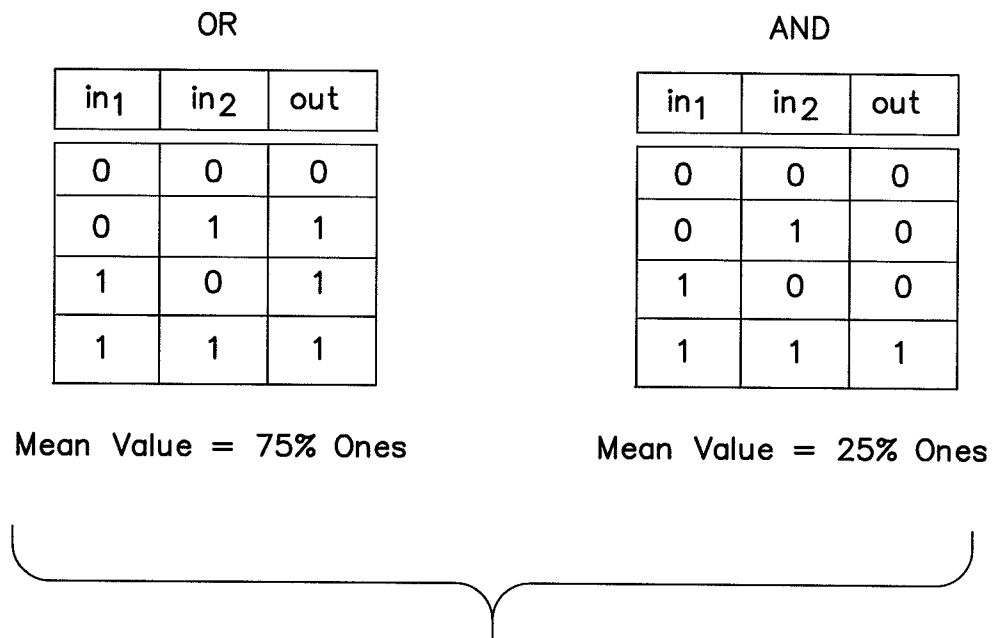 OR
in1 in2 out
0 0 0
0 1 1
1 0 1
1 1 1
Mean Value = 75% Ones
AND
in1 in2 out
0 0 0
0 1 0
1 0 0
1 1 1
Mean Value = 25% Ones